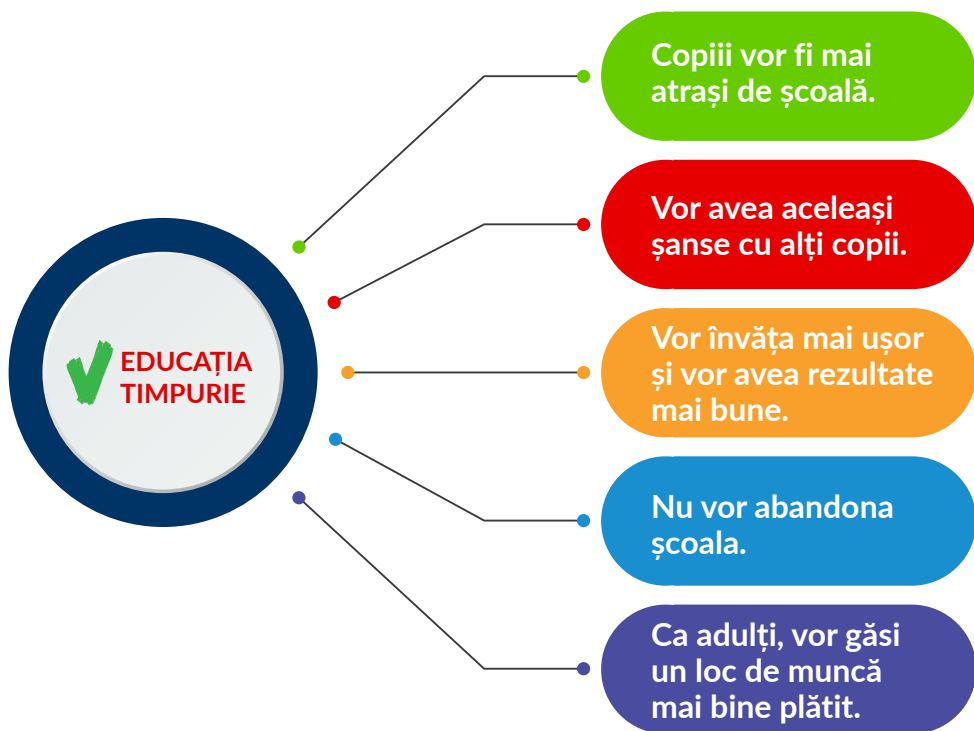 EDUCAȚIA
TIMPURIE
Copiii vor fi mai
atrași de școală.
Vor avea aceleași
șanse cu alți copii.
Vor învăța mai ușor
și vor avea rezultate
mai bune.
Nu vor abandona
școala.
Ca adulți, vor găsi
un loc de muncă
mai bine plătit.